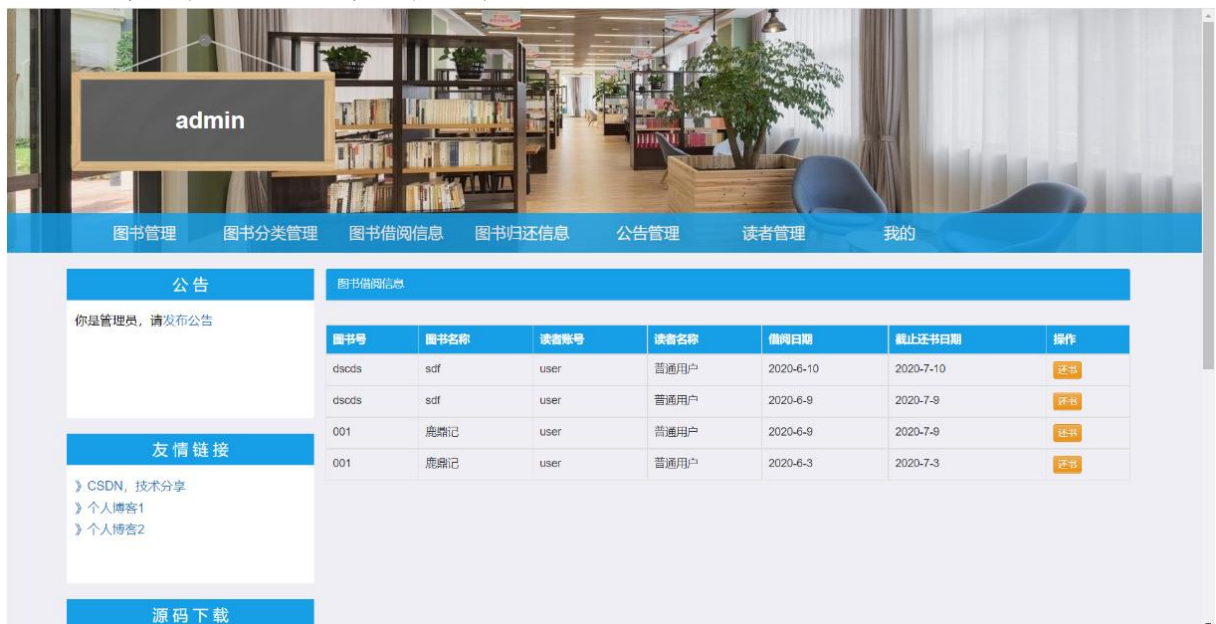 admin
图书管理 图书分类管理 图书借阅信息 图书归还信息 公告管理 读者管理 我的
公告
你是管理员，请发布公告
友情链接
》CSDN，技术分享
》个人博客1
》个人博客2
源码下载
图书借阅信息
图书号 图书名称 读者账号 读者名称 借阅日期 截止还书日期 操作
dscds sdf user 普通用户 2020-6-10 2020-7-10 还书
dscds sdf user 普通用户 2020-6-9 2020-7-9 还书
001 鹿鼎记 user 普通用户 2020-6-9 2020-7-9 还书
001 鹿鼎记 user 普通用户 2020-6-3 2020-7-3 还书